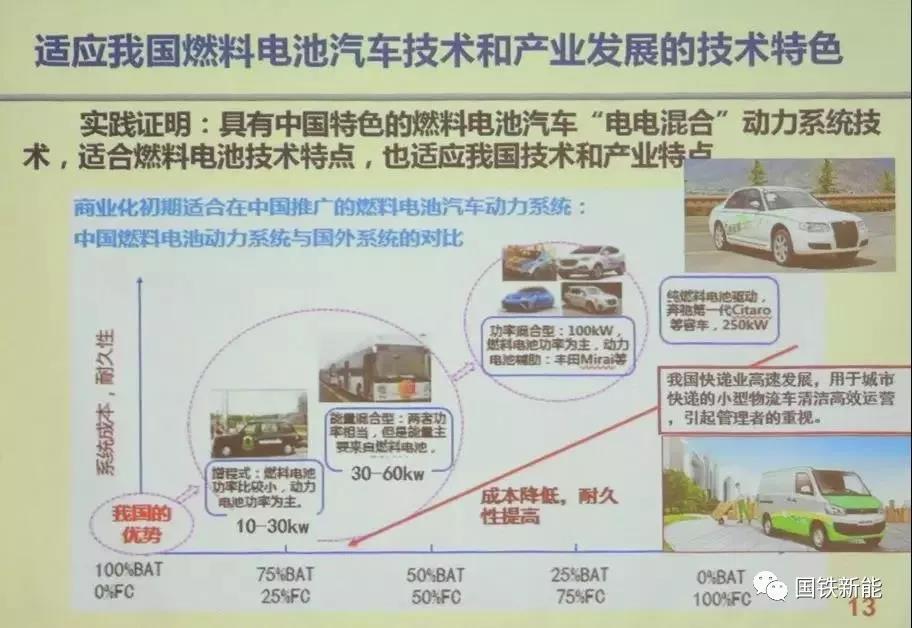 适应我国燃料电池汽车技术和产业发展的技术特色
实践证明：具有中国特色的燃料电池汽车“电电混合”动力系统技
术，适合燃料电池技术特点，也适应我国技术和产业特点
商业化初期适合在中国推广的燃料电池汽车动力系统：
中国燃料电池动力系统与国外系统的对比
系统成本，耐久性
纯燃料电池驱动，
奔驰第一代Citaro
等客车，250kW
功率混合型：100kW，
燃料电池功率为主，动力
电池辅助：丰田Mirai等
我国快递业高速发展，用于城市
快递的小型物流车清洁高效运营
，引起管理者的重视。
能量混合型：两者功
率相当，但是能量主
要来自燃料电池，
30-60kw
增程式：燃料电池
功率比较小，动力
电池功率为主。
10-30kw
成本降低，耐久
性提高
我国的
优势
100%BAT
0%FC
75%BAT
25%FC
50%BAT
50%FC
25%BAT
75%FC
0%BAT
100%FC
国铁新能
13